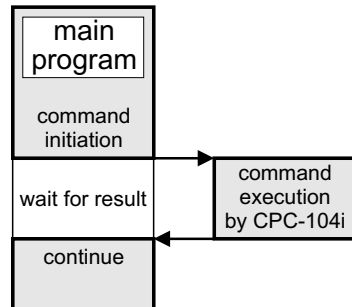 main
program
command
initiation
wait for result
command
execution
by CPC-104i
continue